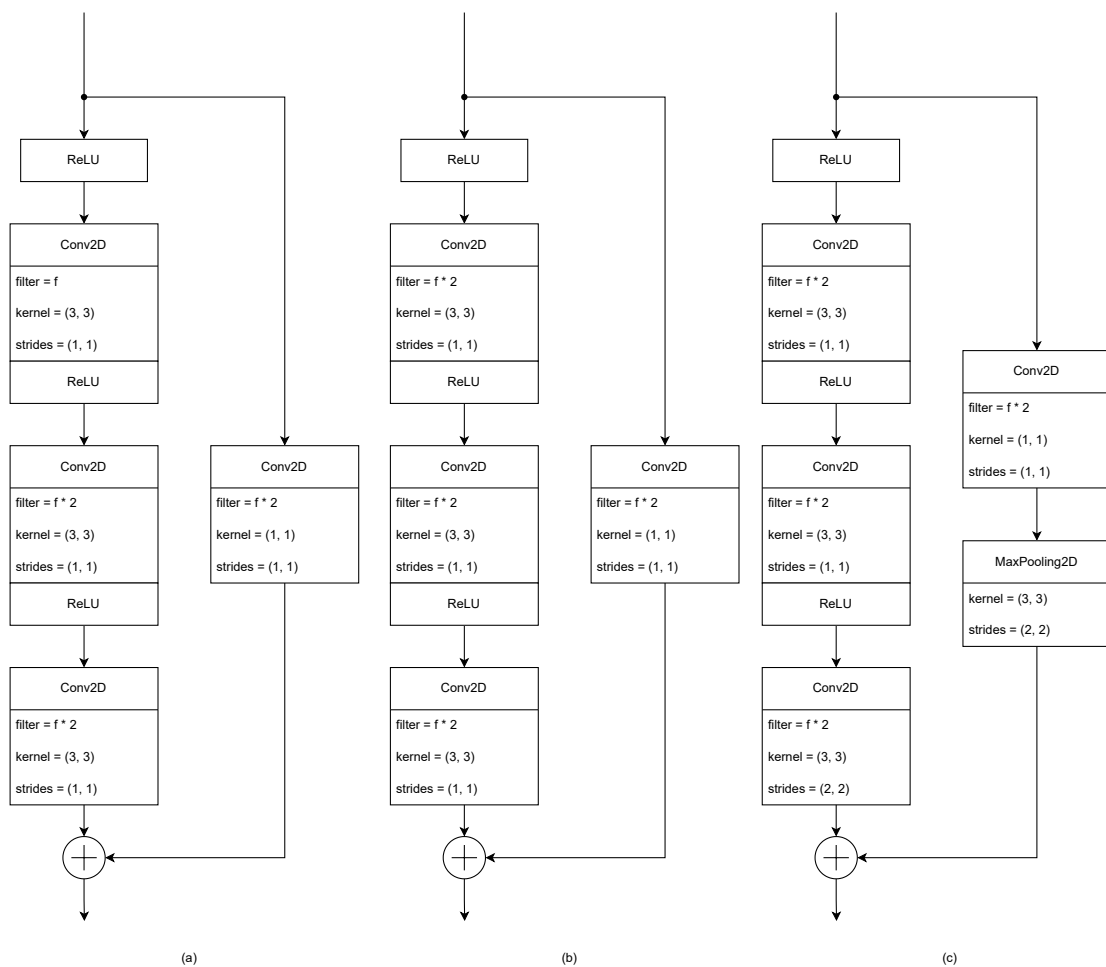 ReLU
Conv2D
filter = f
kernel = (3, 3)
strides = (1, 1)
ReLU
Conv2D
filter = f * 2
kernel = (3, 3)
strides = (1, 1)
ReLU
Conv2D
filter = f * 2
kernel = (3, 3)
strides = (1, 1)
Conv2D
filter = f * 2
kernel = (1, 1)
strides = (1, 1)
(a)
ReLU
Conv2D
filter = f * 2
kernel = (3, 3)
strides = (1, 1)
ReLU
Conv2D
filter = f * 2
kernel = (3, 3)
strides = (1, 1)
ReLU
Conv2D
filter = f * 2
kernel = (3, 3)
strides = (1, 1)
Conv2D
filter = f * 2
kernel = (1, 1)
strides = (1, 1)
(b)
ReLU
Conv2D
filter = f * 2
kernel = (3, 3)
strides = (1, 1)
ReLU
Conv2D
filter = f * 2
kernel = (3, 3)
strides = (1, 1)
ReLU
Conv2D
filter = f * 2
kernel = (3, 3)
strides = (2, 2)
Conv2D
filter = f * 2
kernel = (1, 1)
strides = (1, 1)
MaxPooling2D
kernel = (3, 3)
strides = (2, 2)
(c)